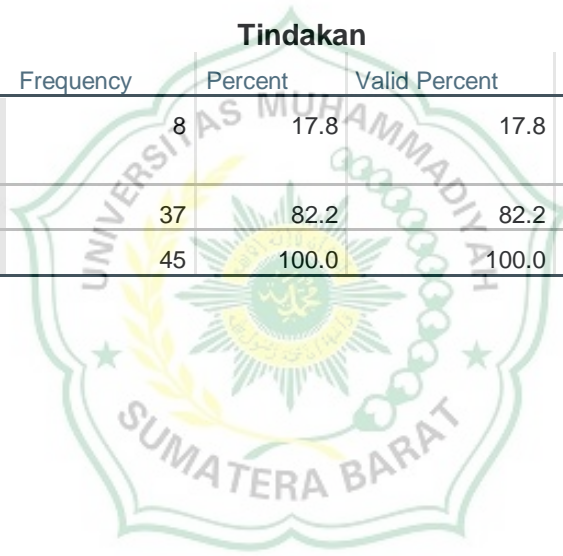 Tindakan
Frequency Percent Valid Percent
8 17.8 17.8
37 82.2 82.2
45 100.0 100.0
UNIVERSITAS MUHAMMADIYAH
SUMATERA BARAT